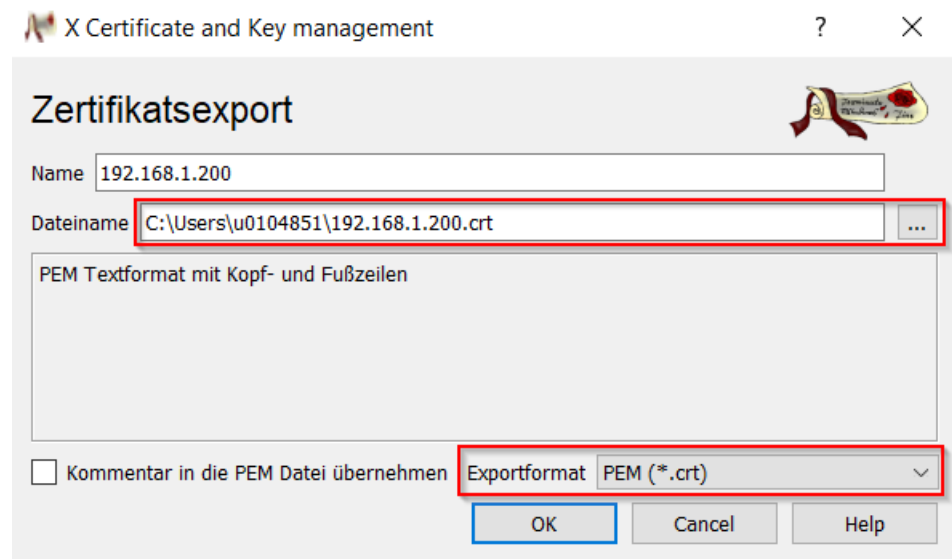 X Certificate and Key management
?
Zertifikatsexport
Name 192.168.1.200
Dateiname C:\Users\u0104851\192.168.1.200.crt ...
PEM Textformat mit Kopf- und Fußzeilen
Kommentar in die PEM Datei übernehmen Exportformat PEM (*.crt)
OK Cancel Help